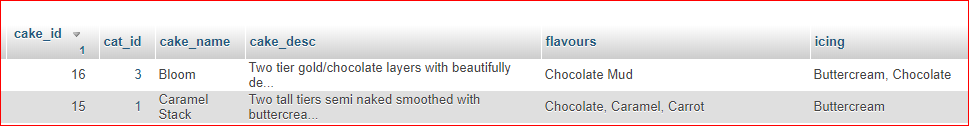 cake_id
1
cat_id
cake_name
cake_desc
flavours
icing
16
3
Bloom
Two tier gold/chocolate layers with beautifully
de...
Chocolate Mud
Buttercream, Chocolate
15
1
Caramel
Stack
Two tall tiers semi naked smoothed with
buttercrea...
Chocolate, Caramel, Carrot
Buttercream